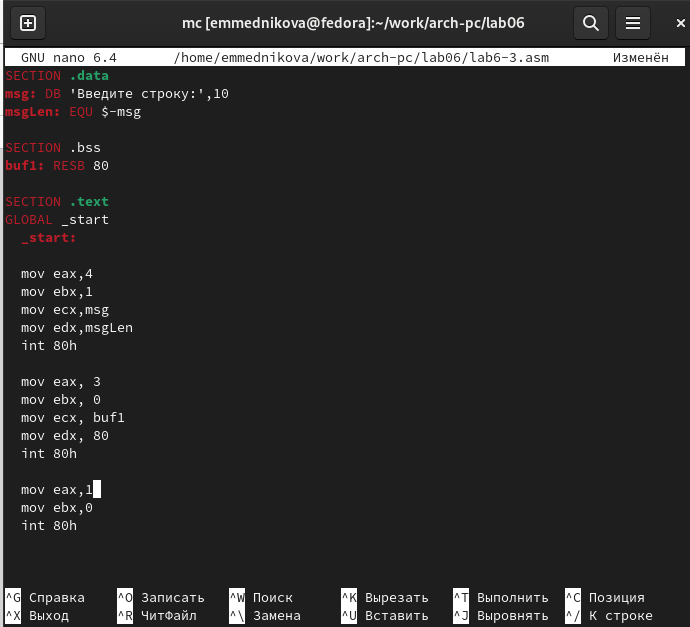 mc [emmednikova@fedora]:~/work/arch-pc/lab06
GNU nano 6.4 /home/emmednikova/work/arch-pc/lab06/lab6-3.asm Изменён
SECTION .data
msg: DB 'Введите строку:',10
msgLen: EQU $-msg
SECTION .bss
buf1: RESB 80
SECTION .text
GLOBAL _start
_start:
mov eax,4
mov ebx,1
mov ecx,msg
mov edx,msgLen
int 80h
mov eax, 3
mov ebx, 0
mov ecx, buf1
mov edx, 80
int 80h
mov eax,1
mov ebx,0
int 80h
^G Справка ^O Записать ^W Поиск ^K Вырезать ^T Выполнить ^C Позиция
^X Выход ^R ЧитФайл ^\ Замена ^U Вставить ^J Выровнять ^/ К строке